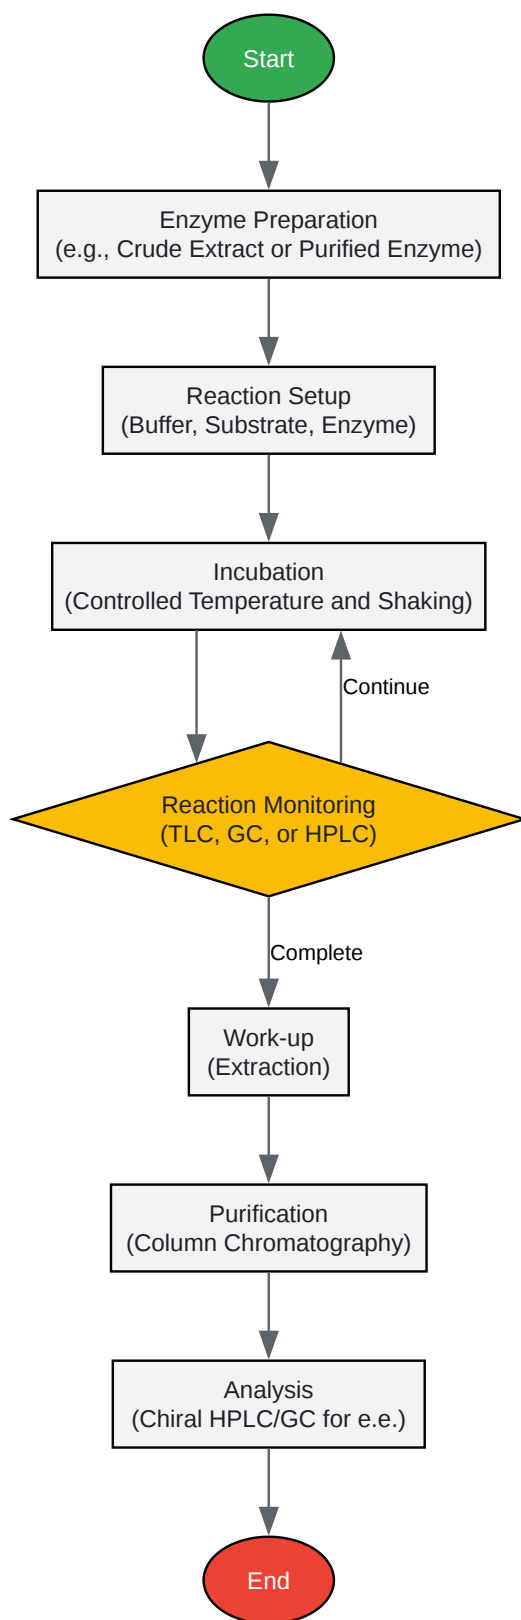 Start
Enzyme Preparation
(e.g., Crude Extract or Purified Enzyme)
Reaction Setup
(Buffer, Substrate, Enzyme)
Incubation
(Controlled Temperature and Shaking)
Continue
Reaction Monitoring
(TLC, GC, or HPLC)
Complete
Work-up
(Extraction)
Purification
(Column Chromatography)
Analysis
(Chiral HPLC/GC for e.e.)
End